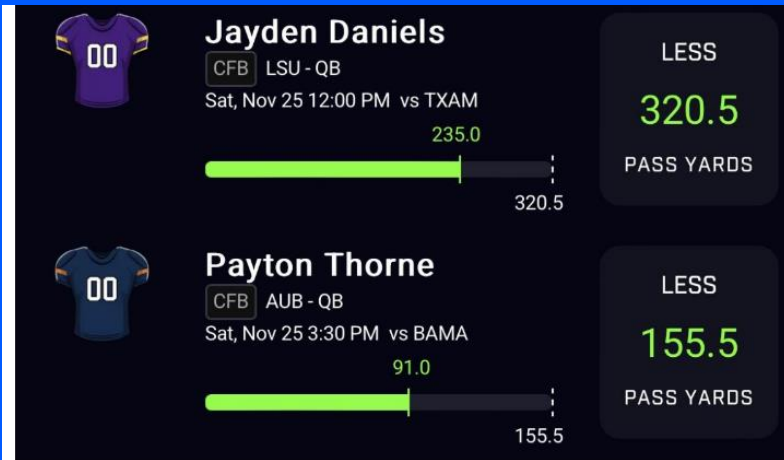 00
Jayden Daniels
CFB LSU - QB
Sat, Nov 25 12:00 PM vs TXAM
235.0
320.5
LESS
320.5
PASS YARDS
00
Payton Thorne
CFB AUB - QB
Sat, Nov 25 3:30 PM vs BAMA
91.0
155.5
LESS
155.5
PASS YARDS